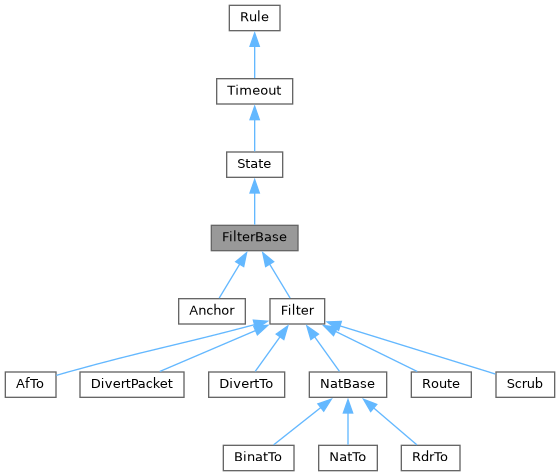 Rule
Timeout
State
FilterBase
Anchor
Filter
AfTo
DivertPacket
DivertTo
NatBase
Route
Scrub
BinatTo
NatTo
RdrTo